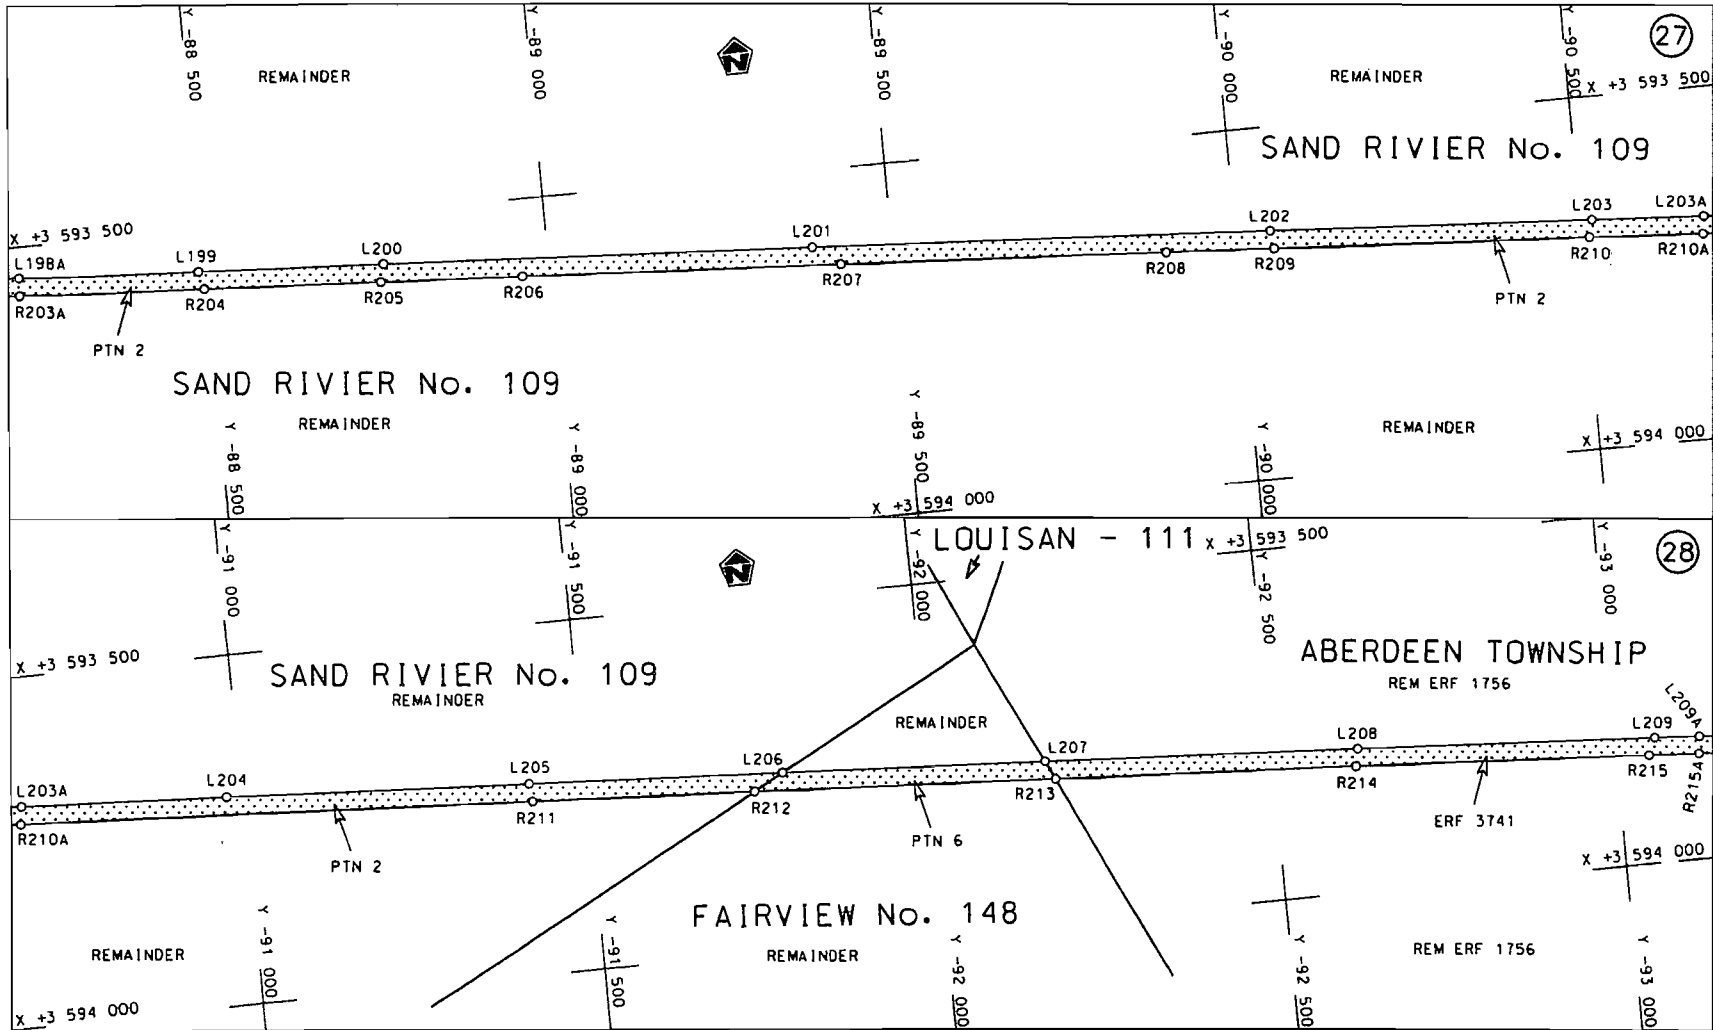 Y -88 500
Y -89 000
Y -89 500
Y -90 000
Y -90 500
27
N
REMAINDER
REMAINDER
X +3 593 500
SAND RIVIER No. 109
X +3 593 500
L198A
L199
L200
L201
L202
L203
L203A
R203A
R204
R205
R206
R207
R208
R209
R210
R210A
PTN 2
PTN 2
SAND RIVIER No. 109
REMAINDER
REMAINDER
Y -88 500
Y -89 000
Y -89 500
Y -90 000
X +3 594 000
X +3 594 000
Y -91 000
Y -91 500
Y -92 000
LOUISAN - 111
X +3 593 500
Y -92 500
Y -93 000
28
N
X +3 593 500
SAND RIVIER No. 109
REMAINDER
ABERDEEN TOWNSHIP
REM ERF 1756
REMAINDER
L203A
L204
L205
L206
L207
L208
L209
L209A
R210A
R211
R212
R213
R214
R215
R215A
PTN 2
PTN 6
ERF 3741
X +3 594 000
FAIRVIEW No. 148
REMAINDER
REMAINDER
REM ERF 1756
X +3 594 000
Y -91 000
Y -91 500
Y -92 000
Y -92 500
Y -93 000